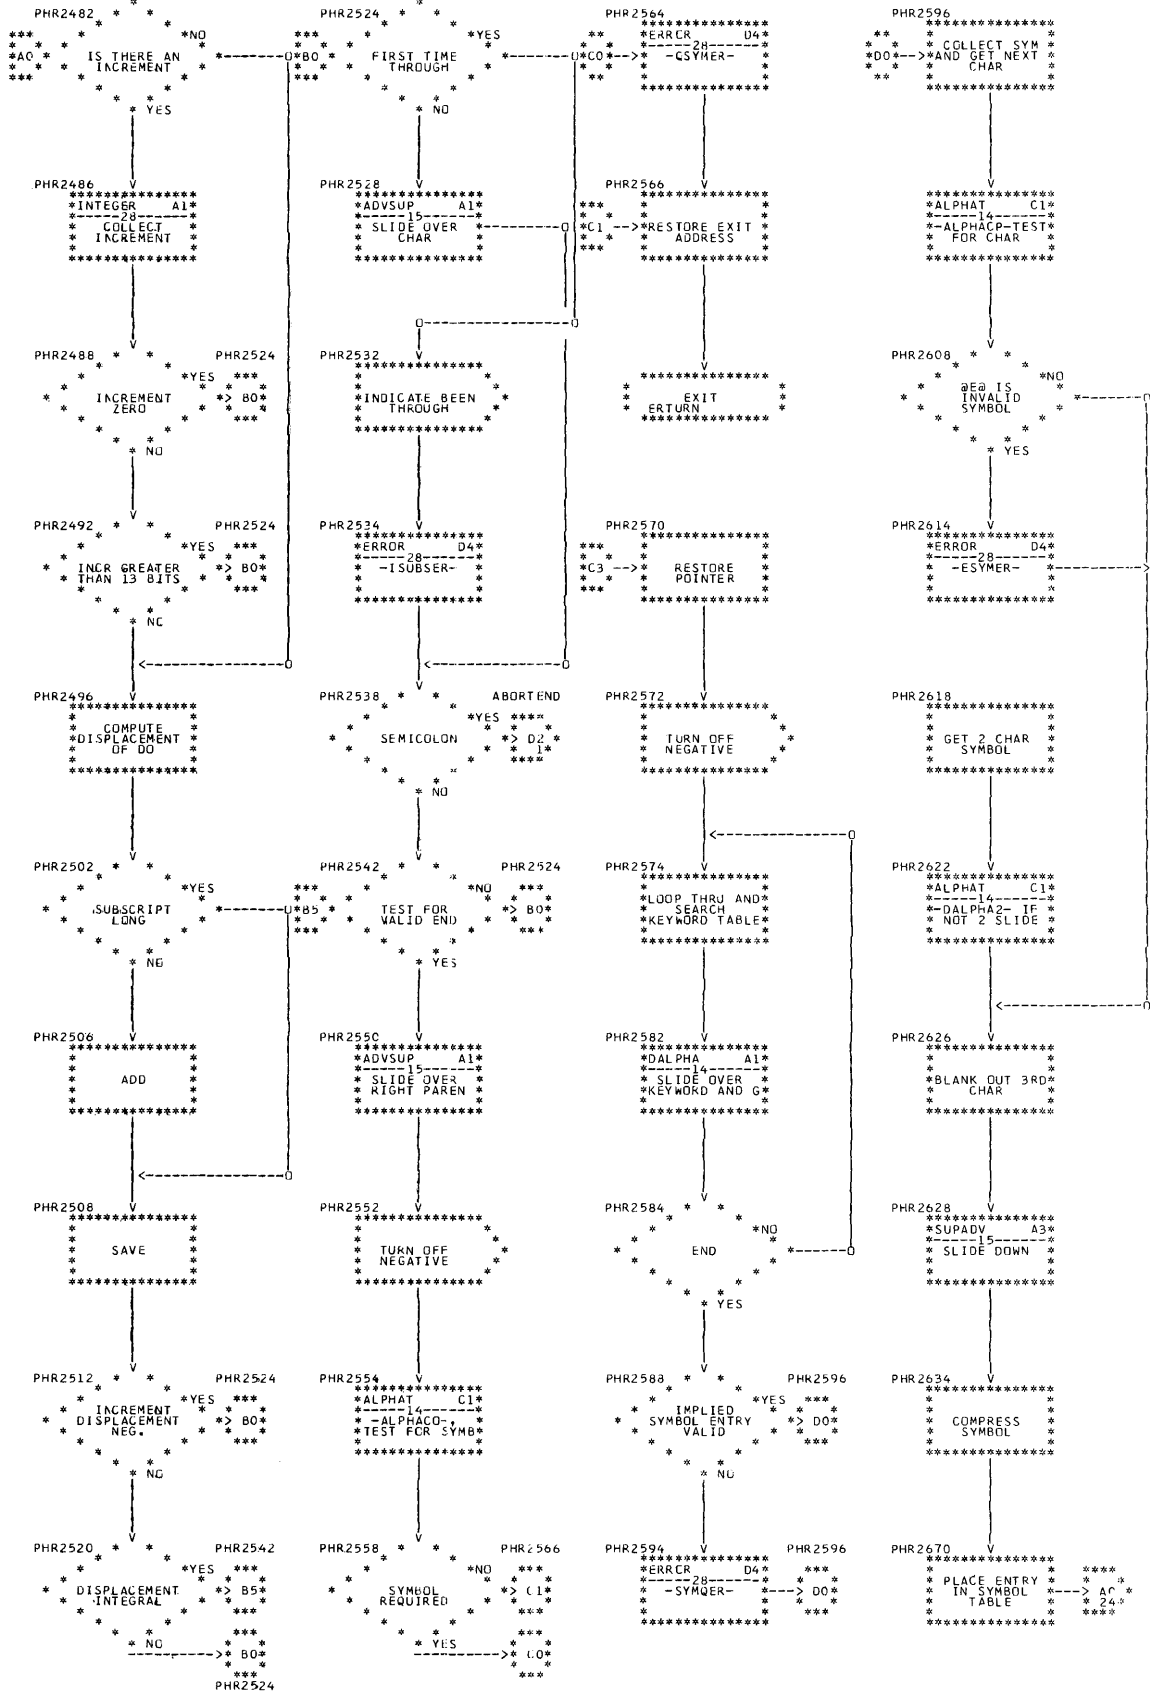 PHR2482
*NO
A0
IS THERE AN
INCREMENT
* YES
PHR2486
*INTEGER A1*
28
COLLECT
INCREMENT
PHR2488 PHR2524
*YES
INCREMENT
ZERO
*> B0*
* NO
PHR2492 PHR2524
*YES
INCR GREATER
THAN 13 BITS
*> B0*
* NO
PHR2496
COMPUTE
DISPLACEMENT
OF DO
PHR2502
*YES
SUBSCRIPT
LONG
* NO
PHR2506
ADD
PHR2508
SAVE
PHR2512 PHR2524
*YES
INCREMENT
DISPLACEMENT
NEG.
*> B0*
* NO
PHR2520 PHR2542
*YES
DISPLACEMENT
INTEGRAL
*> B5*
* NO
B0*
PHR2524
PHR2524
*YES
*B0
FIRST TIME
THROUGH
* NO
PHR2528
*ADVSUP A1*
15
SLIDE OVER
CHAR
PHR2532
INDICATE BEEN
THROUGH
PHR2534
*ERROR D4*
28
-ISUBSER-
PHR2538 ABORTEND
*YES
SEMICOLON
*> D2
1
* NO
PHR2542 PHR2524
*NO
*B5
TEST FOR
VALID END
*> B0*
* YES
PHR2550
*ADVSUP A1*
15
SLIDE OVER
RIGHT PAREN
PHR2552
TURN OFF
NEGATIVE
PHR2554
*ALPHAT C1*
14
-ALPHACO-,
TEST FOR SYMB
PHR2558 PHR2566
*NO
SYMBOL
REQUIRED
> C1
* YES
C0*
PHR2564
*ERROR D4*
28
*C0
-CSYMER-
PHR2566
*C1
RESTORE EXIT
ADDRESS
EXIT
ERTURN
PHR2570
*C3
RESTORE
POINTER
PHR2572
TURN OFF
NEGATIVE
PHR2574
LOOP THRU AND
SEARCH
KEYWORD TABLE
PHR2582
*DALPHA A1*
14
SLIDE OVER
KEYWORD AND G
PHR2584
*NO
END
* YES
PHR2588 PHR2596
*YES
IMPLIED
SYMBOL ENTRY
VALID
*> D0*
* NO
PHR2594 PHR2596
*ERROR D4*
28
-SYMQER-
D0*
PHR2596
*D0
COLLECT SYM
AND GET NEXT
CHAR
*ALPHAT C1*
14
-ALPHACP-TEST
FOR CHAR
PHR2608
*NO
@E@ IS
INVALID
SYMBOL
* YES
PHR2614
*ERROR D4*
28
-ESYMER-
PHR2618
GET 2 CHAR
SYMBOL
PHR2622
*ALPHAT C1*
14
-DALPHA2- IF
NOT 2 SLIDE
PHR2626
BLANK OUT 3RD
CHAR
PHR2628
*SUPADV A3*
15
SLIDE DOWN
PHR2634
COMPRESS
SYMBOL
PHR2670
PLACE ENTRY
IN SYMBOL
TABLE
24